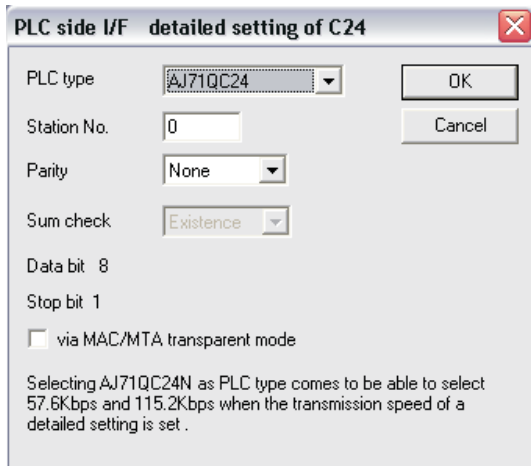 PLC side I/F detailed setting of C24
PLC type AJ71QC24 OK
Station No. 0 Cancel
Parity None
Sum check Existence
Data bit 8
Stop bit 1
via MAC/MTA transparent mode
Selecting AJ71QC24N as PLC type comes to be able to select
57.6Kbps and 115.2Kbps when the transmission speed of a
detailed setting is set .